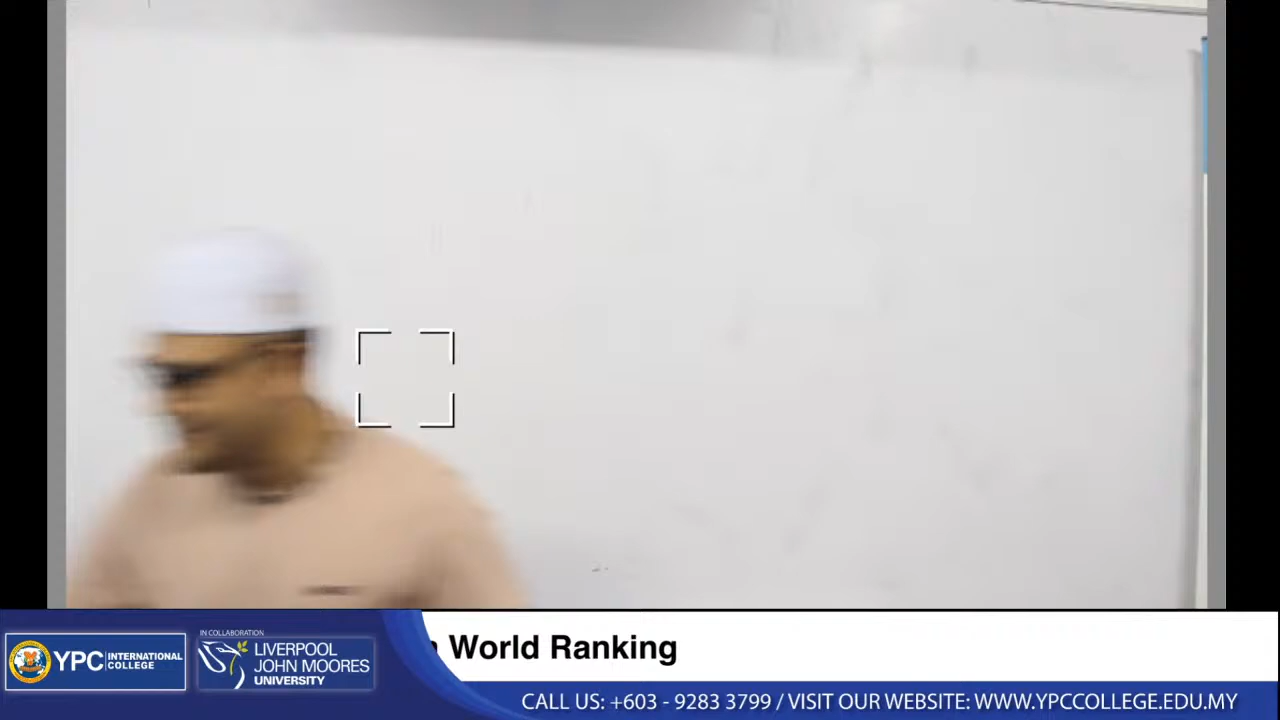 World Ranking
YPC INTERNATIONAL
COLLEGE
IN COLLABORATION
LIVERPOOL
JOHN MOORES
UNIVERSITY
CALL US: +603 - 9283 3799 / VISIT OUR WEBSITE: WWW.YPCCOLLEGE.EDU.MY